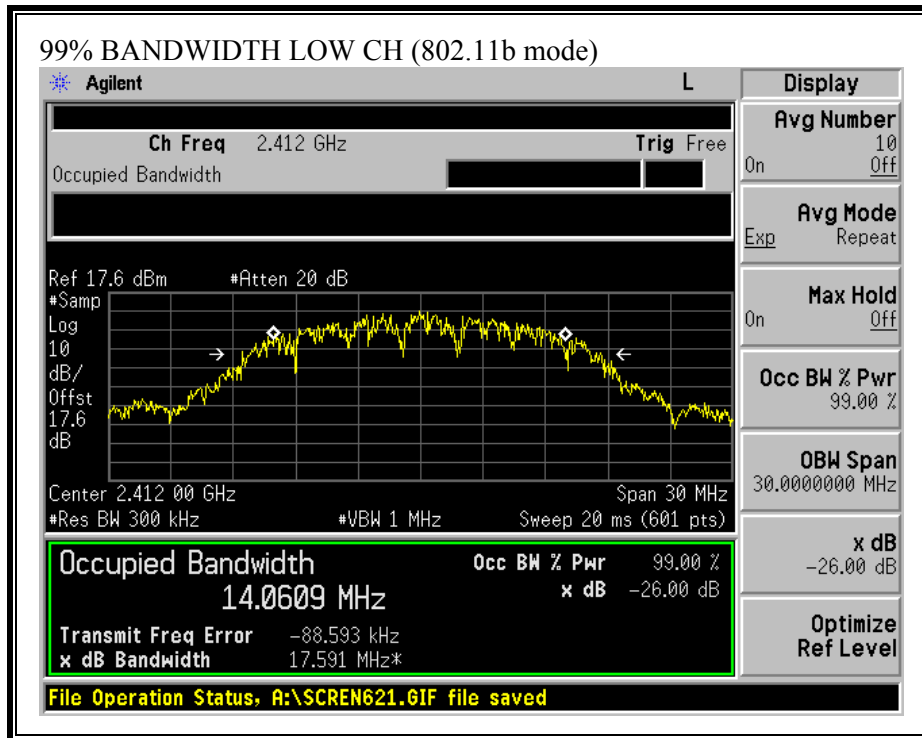 99% BANDWIDTH LOW CH (802.11b mode)
Agilent L Display
Avg Number
10
On Off
Ch Freq 2.412 GHz Trig Free
Occupied Bandwidth
Avg Mode
Exp Repeat
Ref 17.6 dBm #Atten 20 dB
#Samp
Log
10
dB/
Offst
17.6
dB
Max Hold
On Off
Occ BW % Pwr
99.00 %
OBW Span
30.0000000 MHz
Center 2.412 00 GHz Span 30 MHz
#Res BW 300 kHz #VBW 1 MHz Sweep 20 ms (601 pts)
x dB
-26.00 dB
Occupied Bandwidth Occ BW % Pwr 99.00 %
14.0609 MHz x dB -26.00 dB
Transmit Freq Error -88.593 kHz
x dB Bandwidth 17.591 MHz*
Optimize
Ref Level
File Operation Status, A:\SCREN621.GIF file saved